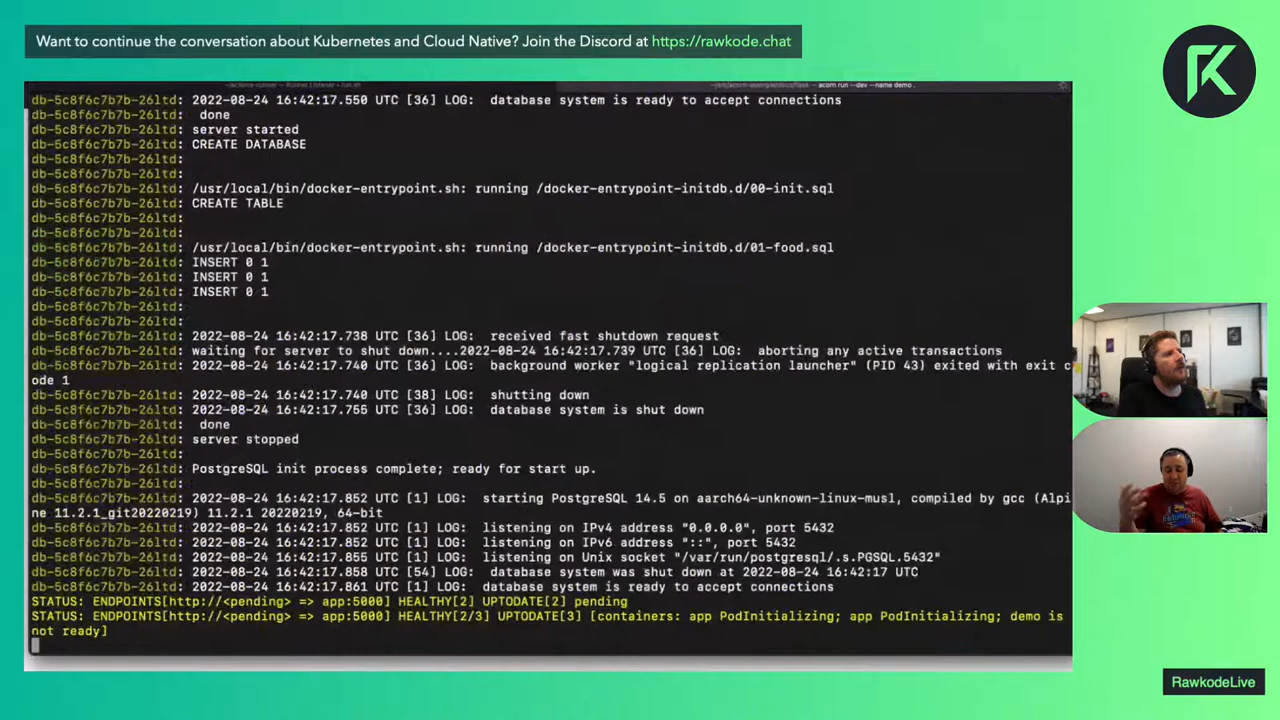 Want to continue the conversation about Kubernetes and Cloud Native? Join the Discord at https://rawkode.chat
acorn run --dev --name demo .
db-5c8f6c7b7b-26ltd: 2022-08-24 16:42:17.550 UTC [36] LOG:  database system is ready to accept connections
db-5c8f6c7b7b-26ltd:  done
db-5c8f6c7b7b-26ltd: server started
db-5c8f6c7b7b-26ltd: CREATE DATABASE
db-5c8f6c7b7b-26ltd:
db-5c8f6c7b7b-26ltd:
db-5c8f6c7b7b-26ltd: /usr/local/bin/docker-entrypoint.sh: running /docker-entrypoint-initdb.d/00-init.sql
db-5c8f6c7b7b-26ltd: CREATE TABLE
db-5c8f6c7b7b-26ltd:
db-5c8f6c7b7b-26ltd:
db-5c8f6c7b7b-26ltd: /usr/local/bin/docker-entrypoint.sh: running /docker-entrypoint-initdb.d/01-food.sql
db-5c8f6c7b7b-26ltd: INSERT 0 1
db-5c8f6c7b7b-26ltd: INSERT 0 1
db-5c8f6c7b7b-26ltd: INSERT 0 1
db-5c8f6c7b7b-26ltd:
db-5c8f6c7b7b-26ltd:
db-5c8f6c7b7b-26ltd: 2022-08-24 16:42:17.738 UTC [36] LOG:  received fast shutdown request
db-5c8f6c7b7b-26ltd: waiting for server to shut down....2022-08-24 16:42:17.739 UTC [36] LOG:  aborting any active transactions
db-5c8f6c7b7b-26ltd: 2022-08-24 16:42:17.740 UTC [36] LOG:  background worker "logical replication launcher" (PID 43) exited with exit c
ode 1
db-5c8f6c7b7b-26ltd: 2022-08-24 16:42:17.740 UTC [38] LOG:  shutting down
db-5c8f6c7b7b-26ltd: 2022-08-24 16:42:17.755 UTC [36] LOG:  database system is shut down
db-5c8f6c7b7b-26ltd:  done
db-5c8f6c7b7b-26ltd: server stopped
db-5c8f6c7b7b-26ltd:
db-5c8f6c7b7b-26ltd: PostgreSQL init process complete; ready for start up.
db-5c8f6c7b7b-26ltd:
db-5c8f6c7b7b-26ltd: 2022-08-24 16:42:17.852 UTC [1] LOG:  starting PostgreSQL 14.5 on aarch64-unknown-linux-musl, compiled by gcc (Alpi
ne 11.2.1_git20220219) 11.2.1 20220219, 64-bit
db-5c8f6c7b7b-26ltd: 2022-08-24 16:42:17.852 UTC [1] LOG:  listening on IPv4 address "0.0.0.0", port 5432
db-5c8f6c7b7b-26ltd: 2022-08-24 16:42:17.852 UTC [1] LOG:  listening on IPv6 address "::", port 5432
db-5c8f6c7b7b-26ltd: 2022-08-24 16:42:17.855 UTC [1] LOG:  listening on Unix socket "/var/run/postgresql/.s.PGSQL.5432"
db-5c8f6c7b7b-26ltd: 2022-08-24 16:42:17.858 UTC [54] LOG:  database system was shut down at 2022-08-24 16:42:17 UTC
db-5c8f6c7b7b-26ltd: 2022-08-24 16:42:17.861 UTC [1] LOG:  database system is ready to accept connections
STATUS: ENDPOINTS[http://<pending> => app:5000] HEALTHY[2] UPTODATE[2] pending
STATUS: ENDPOINTS[http://<pending> => app:5000] HEALTHY[2/3] UPTODATE[3] [containers: app PodInitializing; app PodInitializing; demo is
not ready]
RawkodeLive